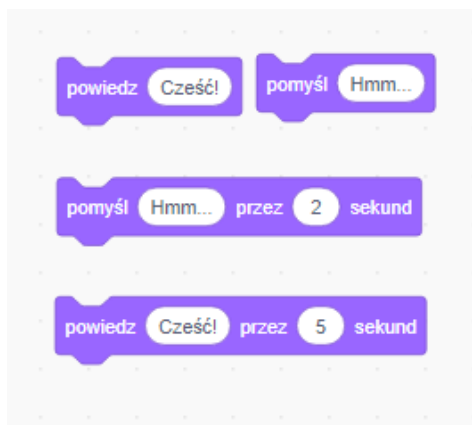 powiedz Cześć! pomyśl Hmm...
pomyśl Hmm... przez 2 sekund
powiedz Cześć! przez 5 sekund